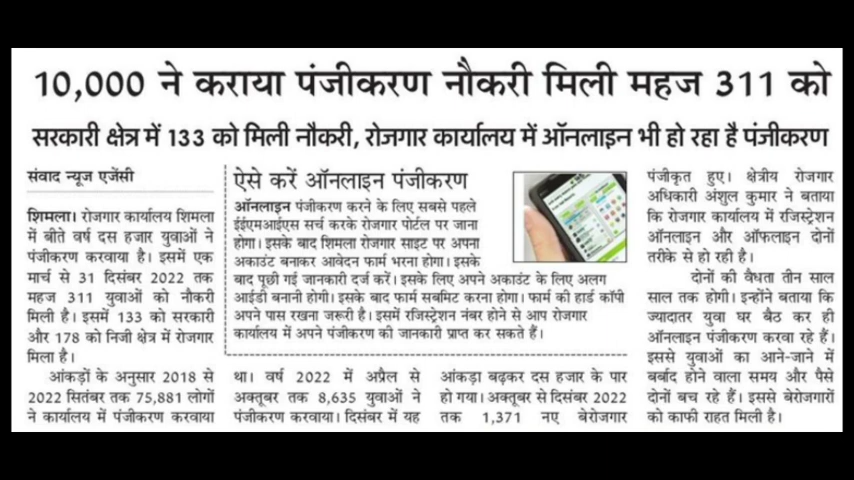 10,000 ने कराया पंजीकरण नौकरी मिली महज 311 को
सरकारी क्षेत्र में 133 को मिली नौकरी, रोजगार कार्यालय में ऑनलाइन भी हो रहा है पंजीकरण
संवाद न्यूज एजेंसी
शिमला। रोजगार कार्यालय शिमला
में बीते वर्ष दस हजार युवाओं ने
पंजीकरण करवाया है। इसमें एक
मार्च से 31 दिसंबर 2022 तक
महज 311 युवाओं को नौकरी
मिली है। इसमें 133 को सरकारी
और 178 को निजी क्षेत्र में रोजगार
मिला है।
आंकड़ों के अनुसार 2018 से
2022 सितंबर तक 75,881 लोगों
ने कार्यालय में पंजीकरण करवाया
ऐसे करें ऑनलाइन पंजीकरण
ऑनलाइन पंजीकरण करने के लिए सबसे पहले
ईईएमआईएस सर्च करके रोजगार पोर्टल पर जाना
होगा। इसके बाद शिमला रोजगार साइट पर अपना
अकाउंट बनाकर आवेदन फार्म भरना होगा। इसके
बाद पूछी गई जानकारी दर्ज करें। इसके लिए अपने अकाउंट के लिए अलग
आईडी बनानी होगी। इसके बाद फार्म सबमिट करना होगा। फार्म की हार्ड कॉपी
अपने पास रखना जरूरी है। इसमें रजिस्ट्रेशन नंबर होने से आप रोजगार
कार्यालय में अपने पंजीकरण की जानकारी प्राप्त कर सकते हैं।
था। वर्ष 2022 में अप्रैल से
अक्तूबर तक 8,635 युवाओं ने
पंजीकरण करवाया। दिसंबर में यह
आंकड़ा बढ़कर दस हजार के पार
हो गया। अक्तूबर से दिसंबर 2022
तक 1,371 नए बेरोजगार
पंजीकृत हुए। क्षेत्रीय रोजगार
अधिकारी अंशुल कुमार ने बताया
कि रोजगार कार्यालय में रजिस्ट्रेशन
ऑनलाइन और ऑफलाइन दोनों
तरीके से हो रही है।
दोनों की वैधता तीन साल
साल तक होगी। इन्होंने बताया कि
ज्यादातर युवा घर बैठ कर ही
ऑनलाइन पंजीकरण करवा रहे हैं।
इससे युवाओं का आने-जाने में
बर्बाद होने वाला समय और पैसे
दोनों बच रहे हैं। इससे बेरोजगारों
को काफी राहत मिली है।